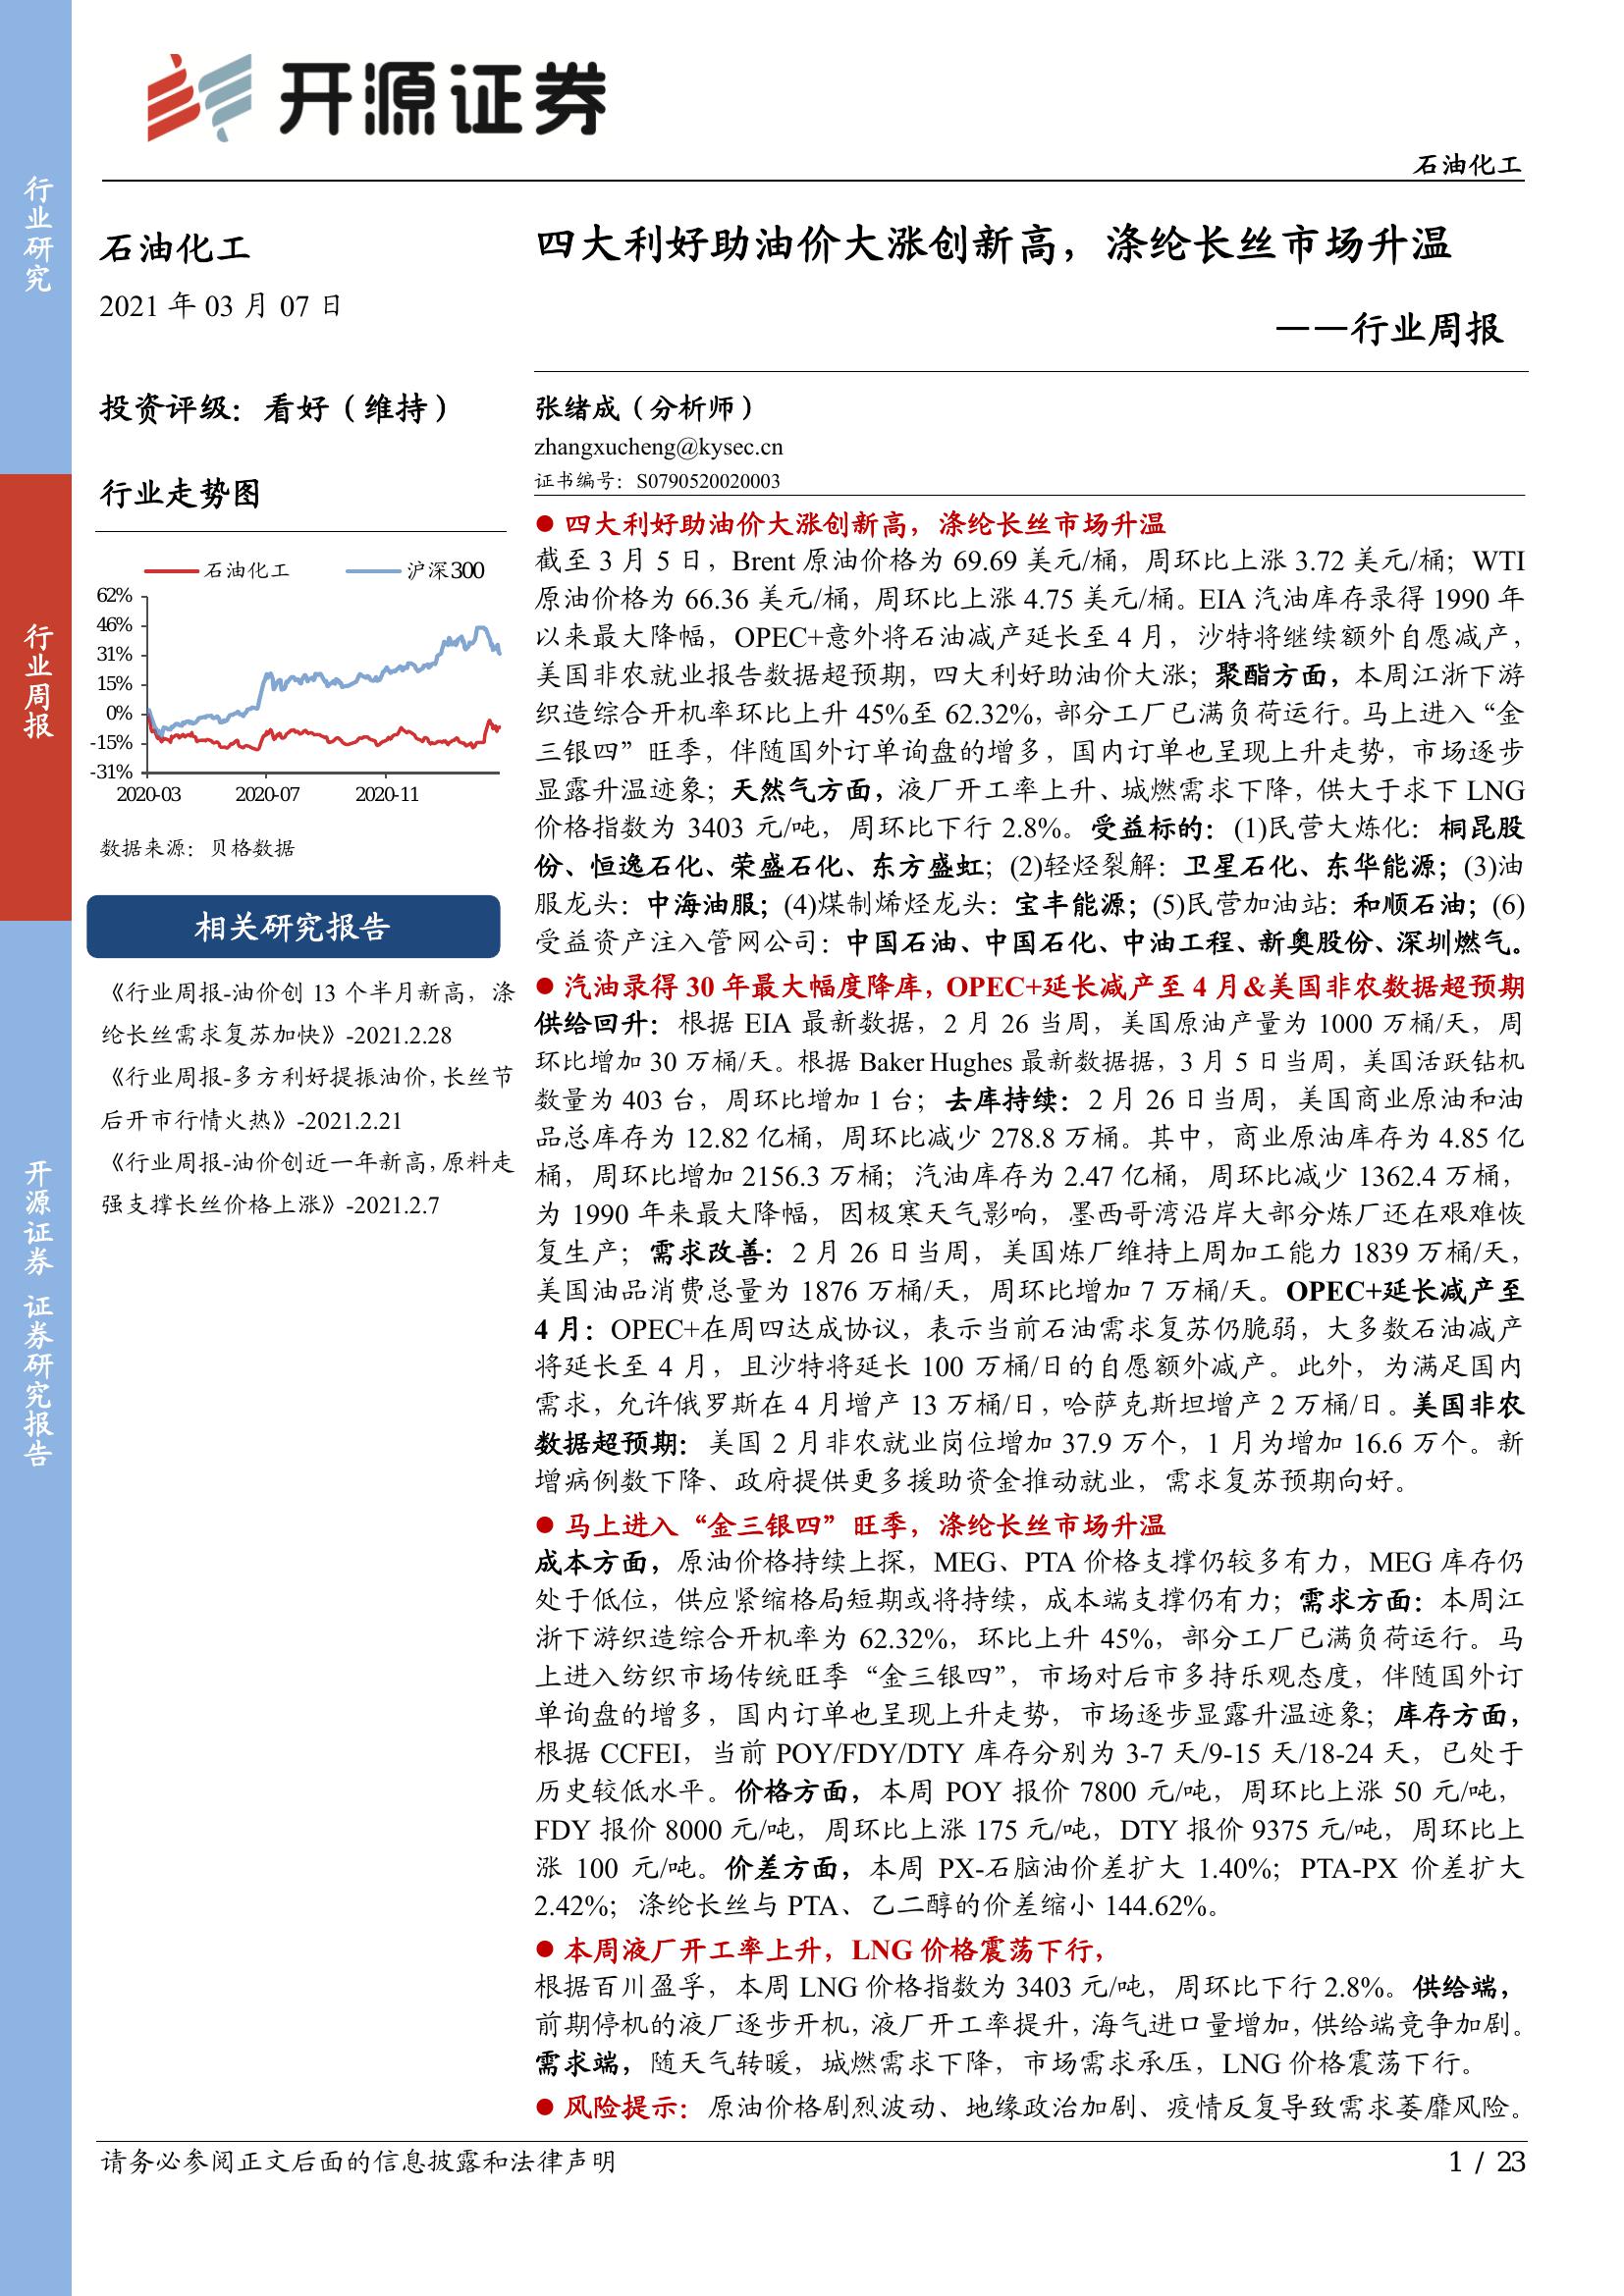 开源证券
石油化工
行业研究
行业周报
开源证券 证券研究报告
石油化工
2021 年 03 月 07 日
投资评级：看好（维持）
行业走势图
石油化工 沪深300
62%
46%
31%
15%
0%
-15%
-31%
2020-03 2020-07 2020-11
数据来源：贝格数据
相关研究报告
《行业周报-油价创 13 个半月新高，涤
纶长丝需求复苏加快》-2021.2.28
《行业周报-多方利好提振油价，长丝节
后开市行情火热》-2021.2.21
《行业周报-油价创近一年新高，原料走
强支撑长丝价格上涨》-2021.2.7
四大利好助油价大涨创新高，涤纶长丝市场升温
——行业周报
张绪成（分析师）
zhangxucheng@kysec.cn
证书编号：S0790520020003
● 四大利好助油价大涨创新高，涤纶长丝市场升温
截至 3 月 5 日，Brent 原油价格为 69.69 美元/桶，周环比上涨 3.72 美元/桶；WTI
原油价格为 66.36 美元/桶，周环比上涨 4.75 美元/桶。EIA 汽油库存录得 1990 年
以来最大降幅，OPEC+意外将石油减产延长至 4 月，沙特将继续额外自愿减产，
美国非农就业报告数据超预期，四大利好助油价大涨；聚酯方面，本周江浙下游
织造综合开机率环比上升 45%至 62.32%，部分工厂已满负荷运行。马上进入“金
三银四”旺季，伴随国外订单询盘的增多，国内订单也呈现上升走势，市场逐步
显露升温迹象；天然气方面，液厂开工率上升、城燃需求下降，供大于求下 LNG
价格指数为 3403 元/吨，周环比下行 2.8%。受益标的：(1)民营大炼化：桐昆股
份、恒逸石化、荣盛石化、东方盛虹；(2)轻烃裂解：卫星石化、东华能源；(3)油
服龙头：中海油服；(4)煤制烯烃龙头：宝丰能源；(5)民营加油站：和顺石油；(6)
受益资产注入管网公司：中国石油、中国石化、中油工程、新奥股份、深圳燃气。
● 汽油录得 30 年最大幅度降库，OPEC+延长减产至 4 月&美国非农数据超预期
供给回升：根据 EIA 最新数据，2 月 26 当周，美国原油产量为 1000 万桶/天，周
环比增加 30 万桶/天。根据 Baker Hughes 最新数据据，3 月 5 日当周，美国活跃钻机
数量为 403 台，周环比增加 1 台；去库持续：2 月 26 日当周，美国商业原油和油
品总库存为 12.82 亿桶，周环比减少 278.8 万桶。其中，商业原油库存为 4.85 亿
桶，周环比增加 2156.3 万桶；汽油库存为 2.47 亿桶，周环比减少 1362.4 万桶，
为 1990 年来最大降幅，因极寒天气影响，墨西哥湾沿岸大部分炼厂还在艰难恢
复生产；需求改善：2 月 26 日当周，美国炼厂维持上周加工能力 1839 万桶/天，
美国油品消费总量为 1876 万桶/天，周环比增加 7 万桶/天。OPEC+延长减产至
4 月：OPEC+在周四达成协议，表示当前石油需求复苏仍脆弱，大多数石油减产
将延长至 4 月，且沙特将延长 100 万桶/日的自愿额外减产。此外，为满足国内
需求，允许俄罗斯在 4 月增产 13 万桶/日，哈萨克斯坦增产 2 万桶/日。美国非农
数据超预期：美国 2 月非农就业岗位增加 37.9 万个，1 月为增加 16.6 万个。新
增病例数下降、政府提供更多援助资金推动就业，需求复苏预期向好。
● 马上进入“金三银四”旺季，涤纶长丝市场升温
成本方面，原油价格持续上探，MEG、PTA 价格支撑仍较多有力，MEG 库存仍
处于低位，供应紧缩格局短期或将持续，成本端支撑仍有力；需求方面：本周江
浙下游织造综合开机率为 62.32%，环比上升 45%，部分工厂已满负荷运行。马
上进入纺织市场传统旺季“金三银四”，市场对后市多持乐观态度，伴随国外订
单询盘的增多，国内订单也呈现上升走势，市场逐步显露升温迹象；库存方面，
根据 CCFEI，当前 POY/FDY/DTY 库存分别为 3-7 天/9-15 天/18-24 天，已处于
历史较低水平。价格方面，本周 POY 报价 7800 元/吨，周环比上涨 50 元/吨，
FDY 报价 8000 元/吨，周环比上涨 175 元/吨，DTY 报价 9375 元/吨，周环比上
涨 100 元/吨。价差方面，本周 PX-石脑油价差扩大 1.40%；PTA-PX 价差扩大
2.42%；涤纶长丝与 PTA、乙二醇的价差缩小 144.62%。
● 本周液厂开工率上升，LNG 价格震荡下行，
根据百川盈孚，本周 LNG 价格指数为 3403 元/吨，周环比下行 2.8%。供给端，
前期停机的液厂逐步开机，液厂开工率提升，海气进口量增加，供给端竞争加剧。
需求端，随天气转暖，城燃需求下降，市场需求承压，LNG 价格震荡下行。
● 风险提示：原油价格剧烈波动、地缘政治加剧、疫情反复导致需求萎靡风险。
请务必参阅正文后面的信息披露和法律声明
1 / 23